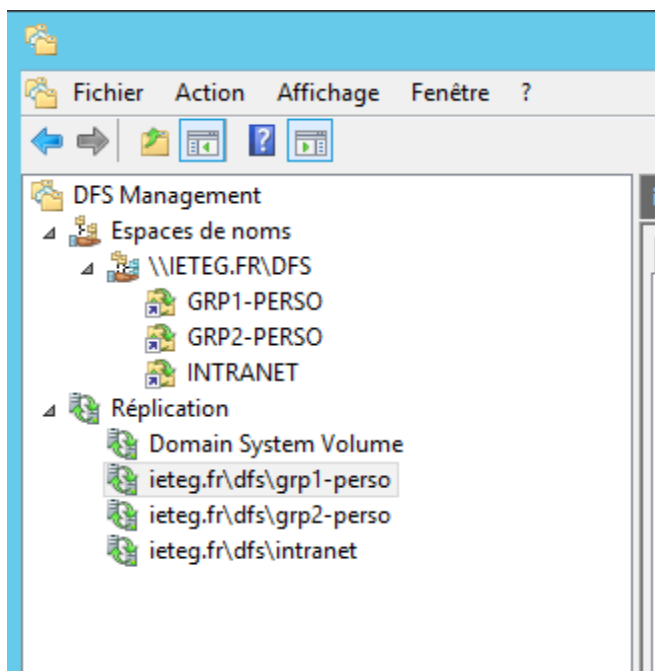 Fichier Action Affichage Fenêtre ?
DFS Management
Espaces de noms
\\IETEG.FR\DFS
GRP1-PERSO
GRP2-PERSO
INTRANET
Réplication
Domain System Volume
ieteg.fr\dfs\grp1-perso
ieteg.fr\dfs\grp2-perso
ieteg.fr\dfs\intranet